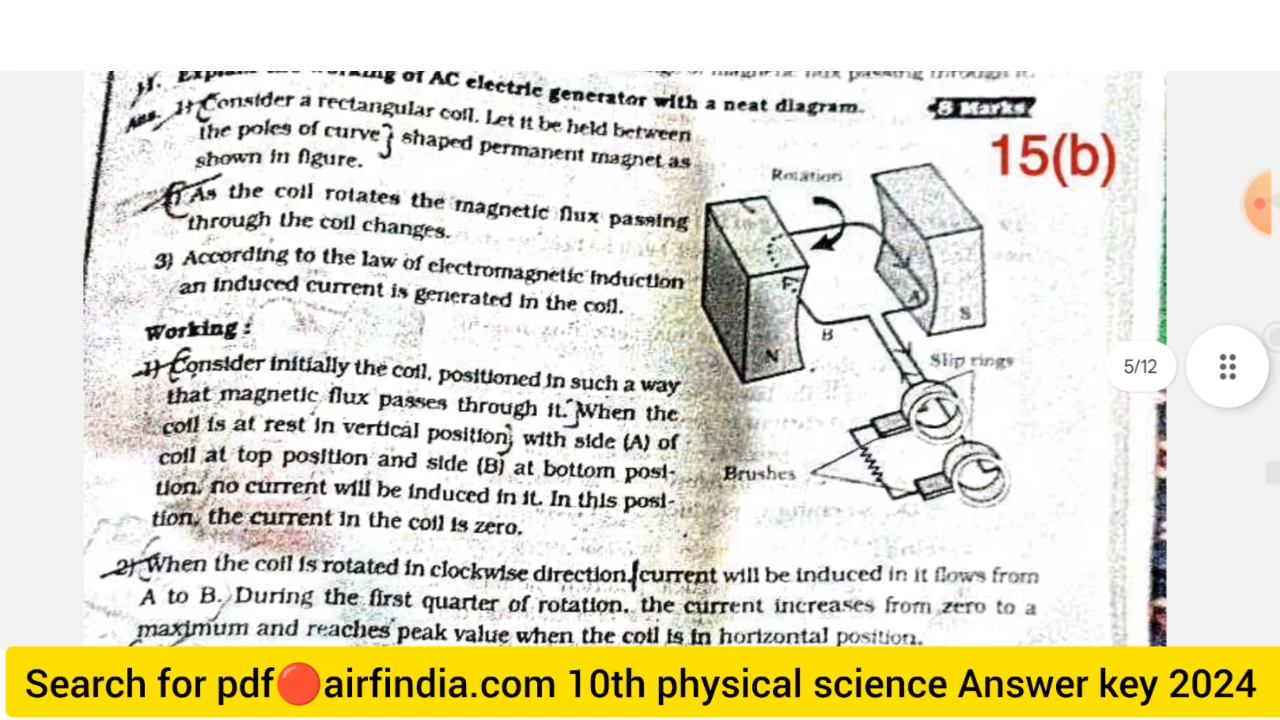 of AC electric generator with a neat diagram.
8 Marks
Ans. 1) Consider a rectangular coil. Let it be held between
the poles of curve shaped permanent magnet as
shown in figure.
15(b)
As the coil rotates the magnetic flux passing
through the coil changes.
3) According to the law of electromagnetic induction
an induced current is generated in the coil.
Working :
1) Consider initially the coil, positioned in such a way
that magnetic flux passes through it. When the
coil is at rest in vertical position, with side (A) of
coil at top position and side (B) at bottom posi-
tion, no current will be induced in it. In this posi-
tion, the current in the coil is zero.
2) When the coil is rotated in clockwise direction, current will be induced in it flows from
A to B. During the first quarter of rotation, the current increases from zero to a
maximum and reaches peak value when the coil is in horizontal position.
Rotation
A
B
N
S
Slip rings
Brushes
5/12
Search for pdf airfindia.com 10th physical science Answer key 2024